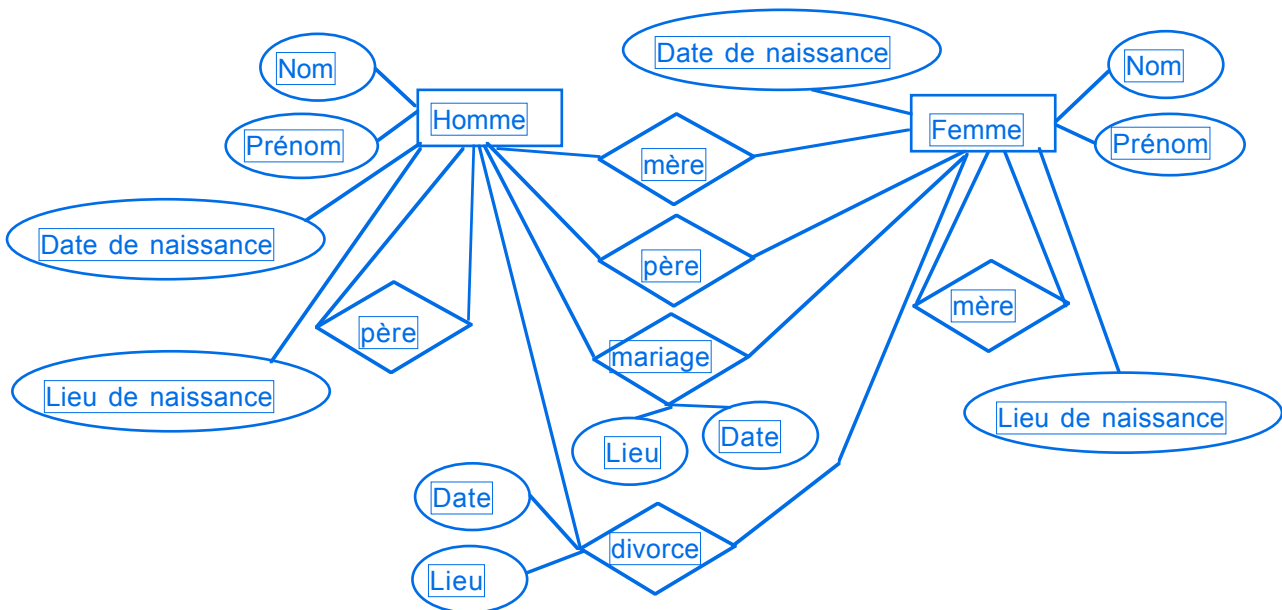 Date de naissance
Nom
Nom
Homme
Femme
Prénom
Prénom
mère
Date de naissance
père
père
mère
mariage
Lieu de naissance
Lieu de naissance
Date
Lieu
Date
divorce
Lieu